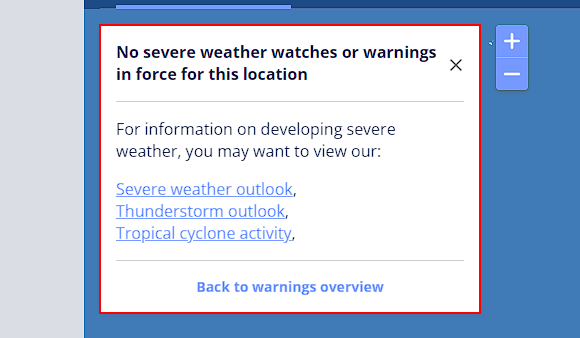 No severe weather watches or warnings
in force for this location
For information on developing severe
weather, you may want to view our:
Severe weather outlook,
Thunderstorm outlook,
Tropical cyclone activity,
Back to warnings overview